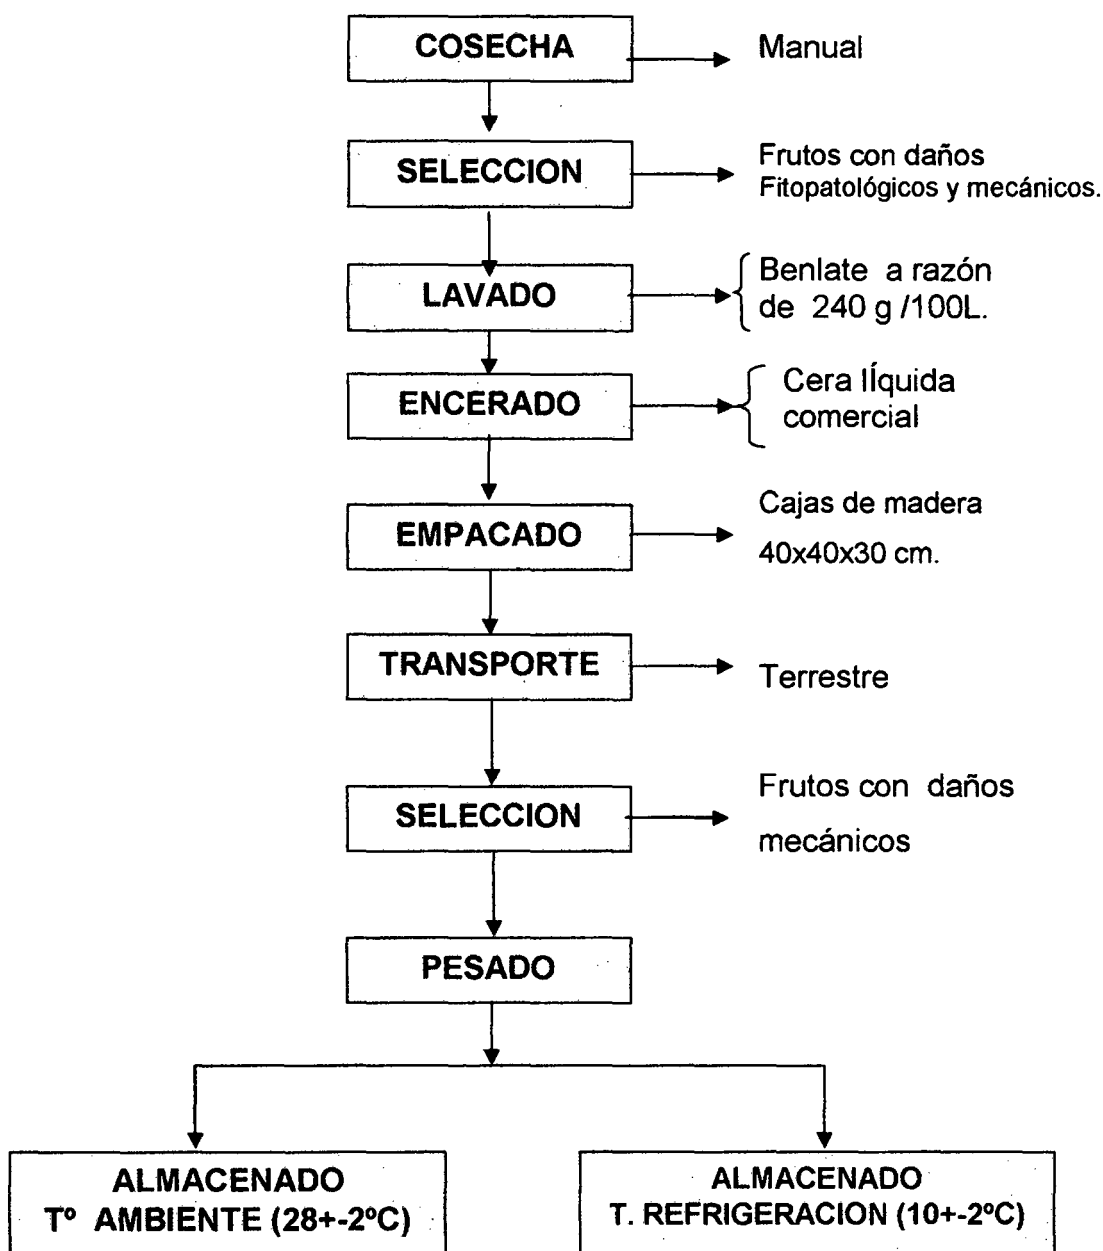 COSECHA
Manual
SELECCION
Frutos con daños
Fitopatológicos y mecánicos.
LAVADO
Benlate a razón
de 240 g /100L.
ENCERADO
Cera lÍquida
comercial
EMPACADO
Cajas de madera
40x40x30 cm.
TRANSPORTE
Terrestre
SELECCION
Frutos con daños
mecánicos
PESADO
ALMACENADO
Tº AMBIENTE (28+-2ºC)
ALMACENADO
T. REFRIGERACION (10+-2ºC)